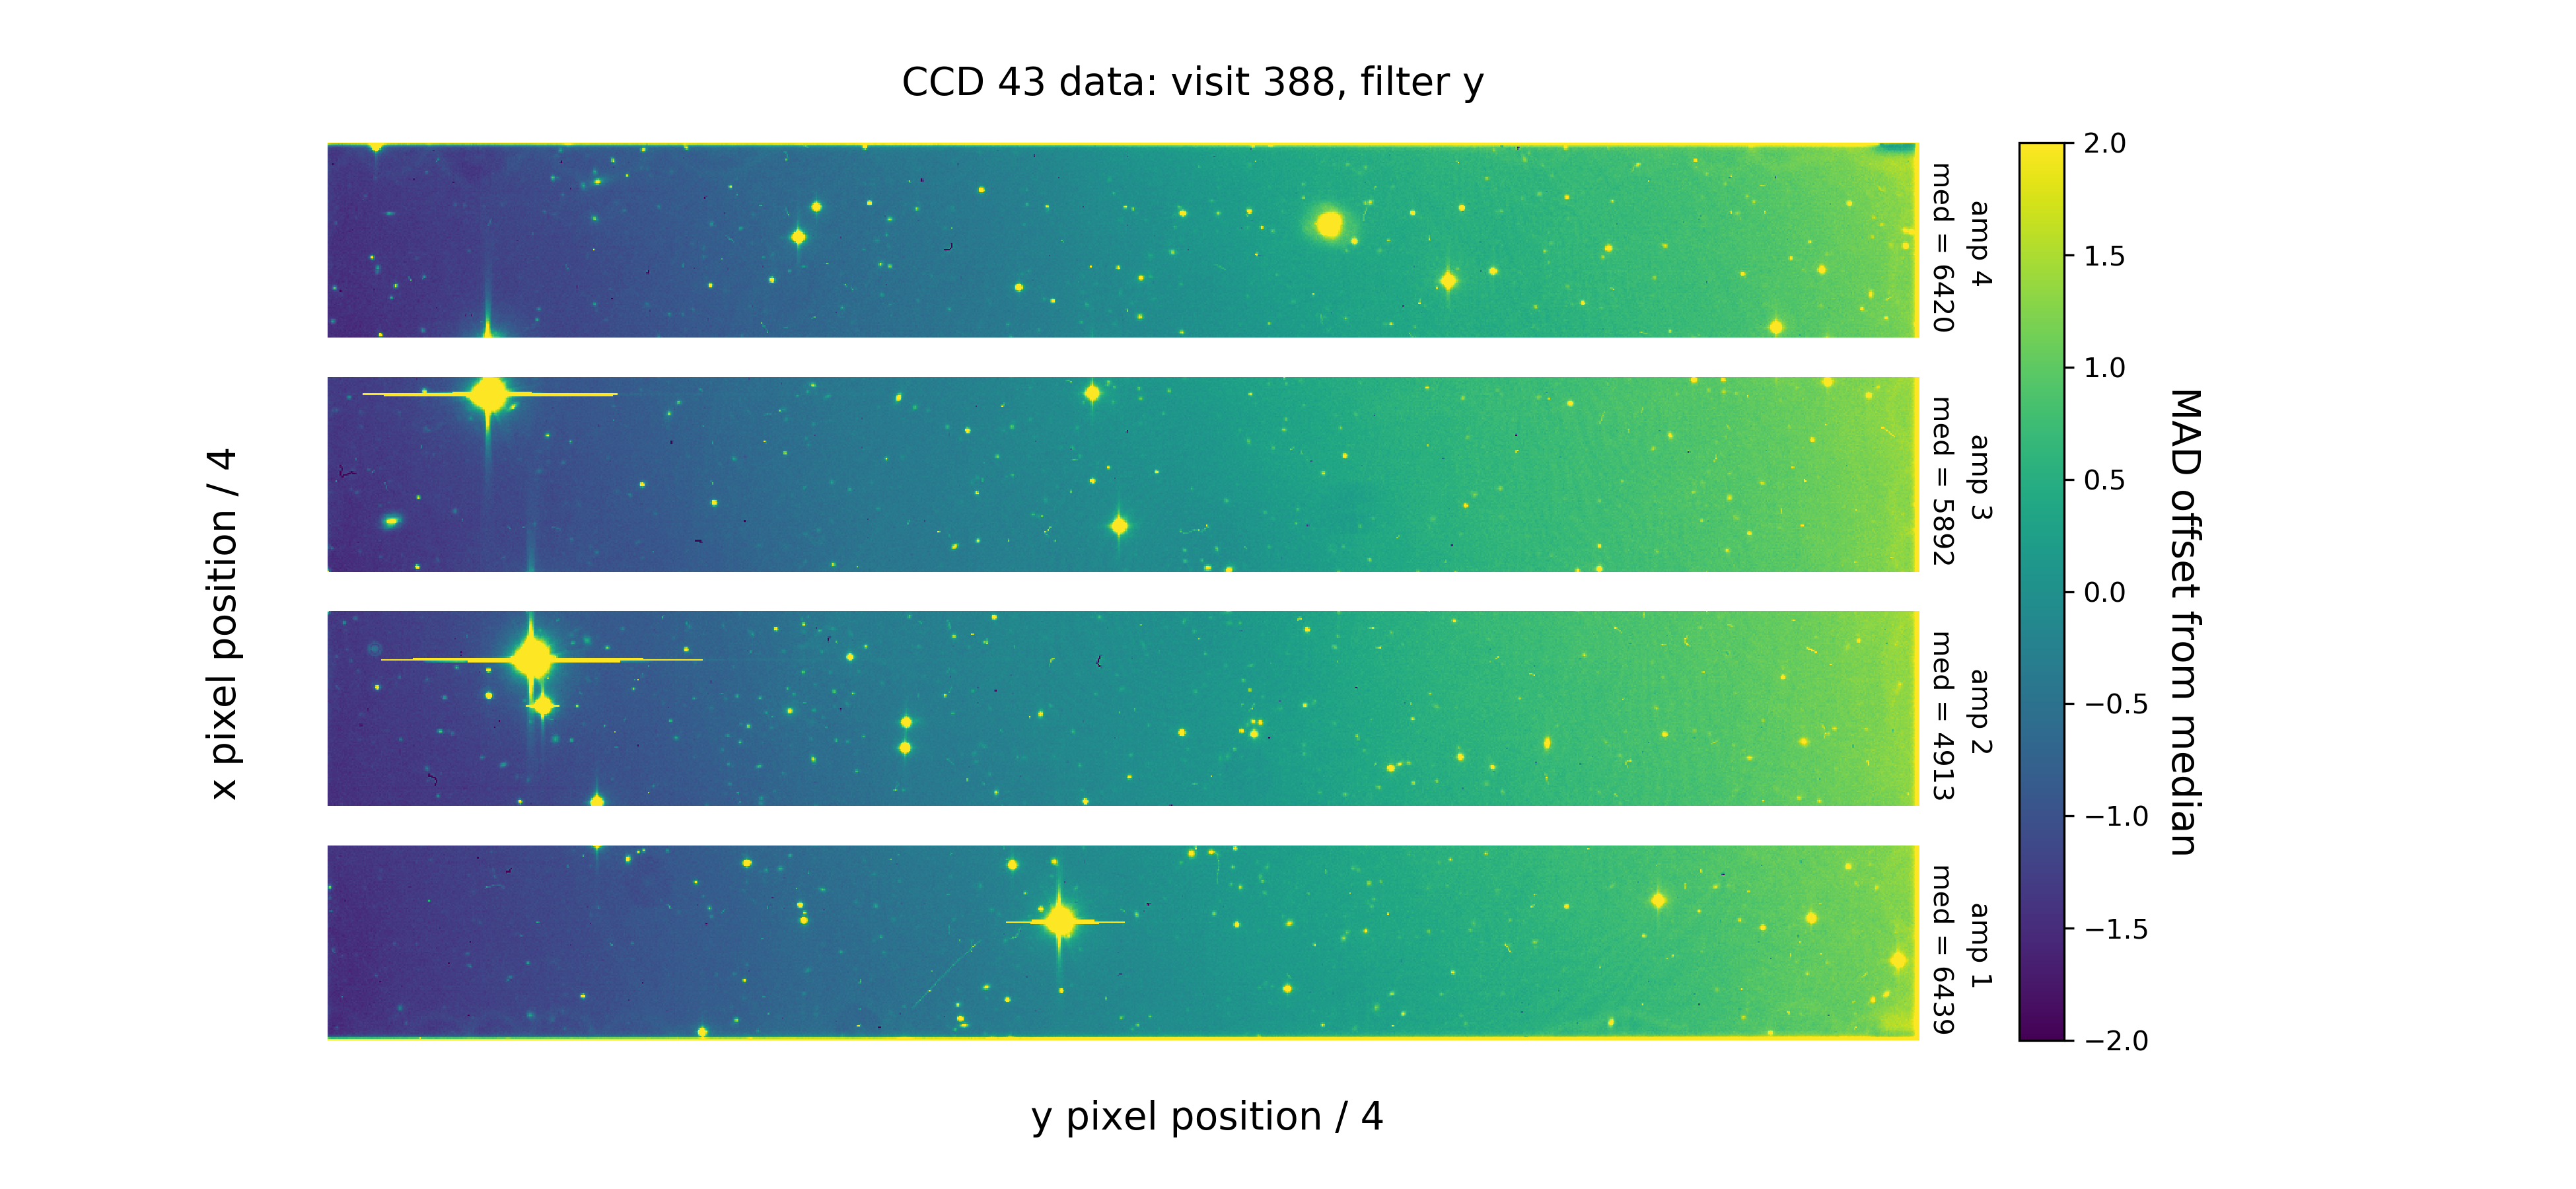 CCD 43 data: visit 388, filter y
x pixel position / 4
amp 4
med = 6420
amp 3
med = 5892
amp 2
med = 4913
amp 1
med = 6439
y pixel position / 4
2.0
1.5
1.0
0.5
0.0
−0.5
−1.0
−1.5
−2.0
MAD offset from median